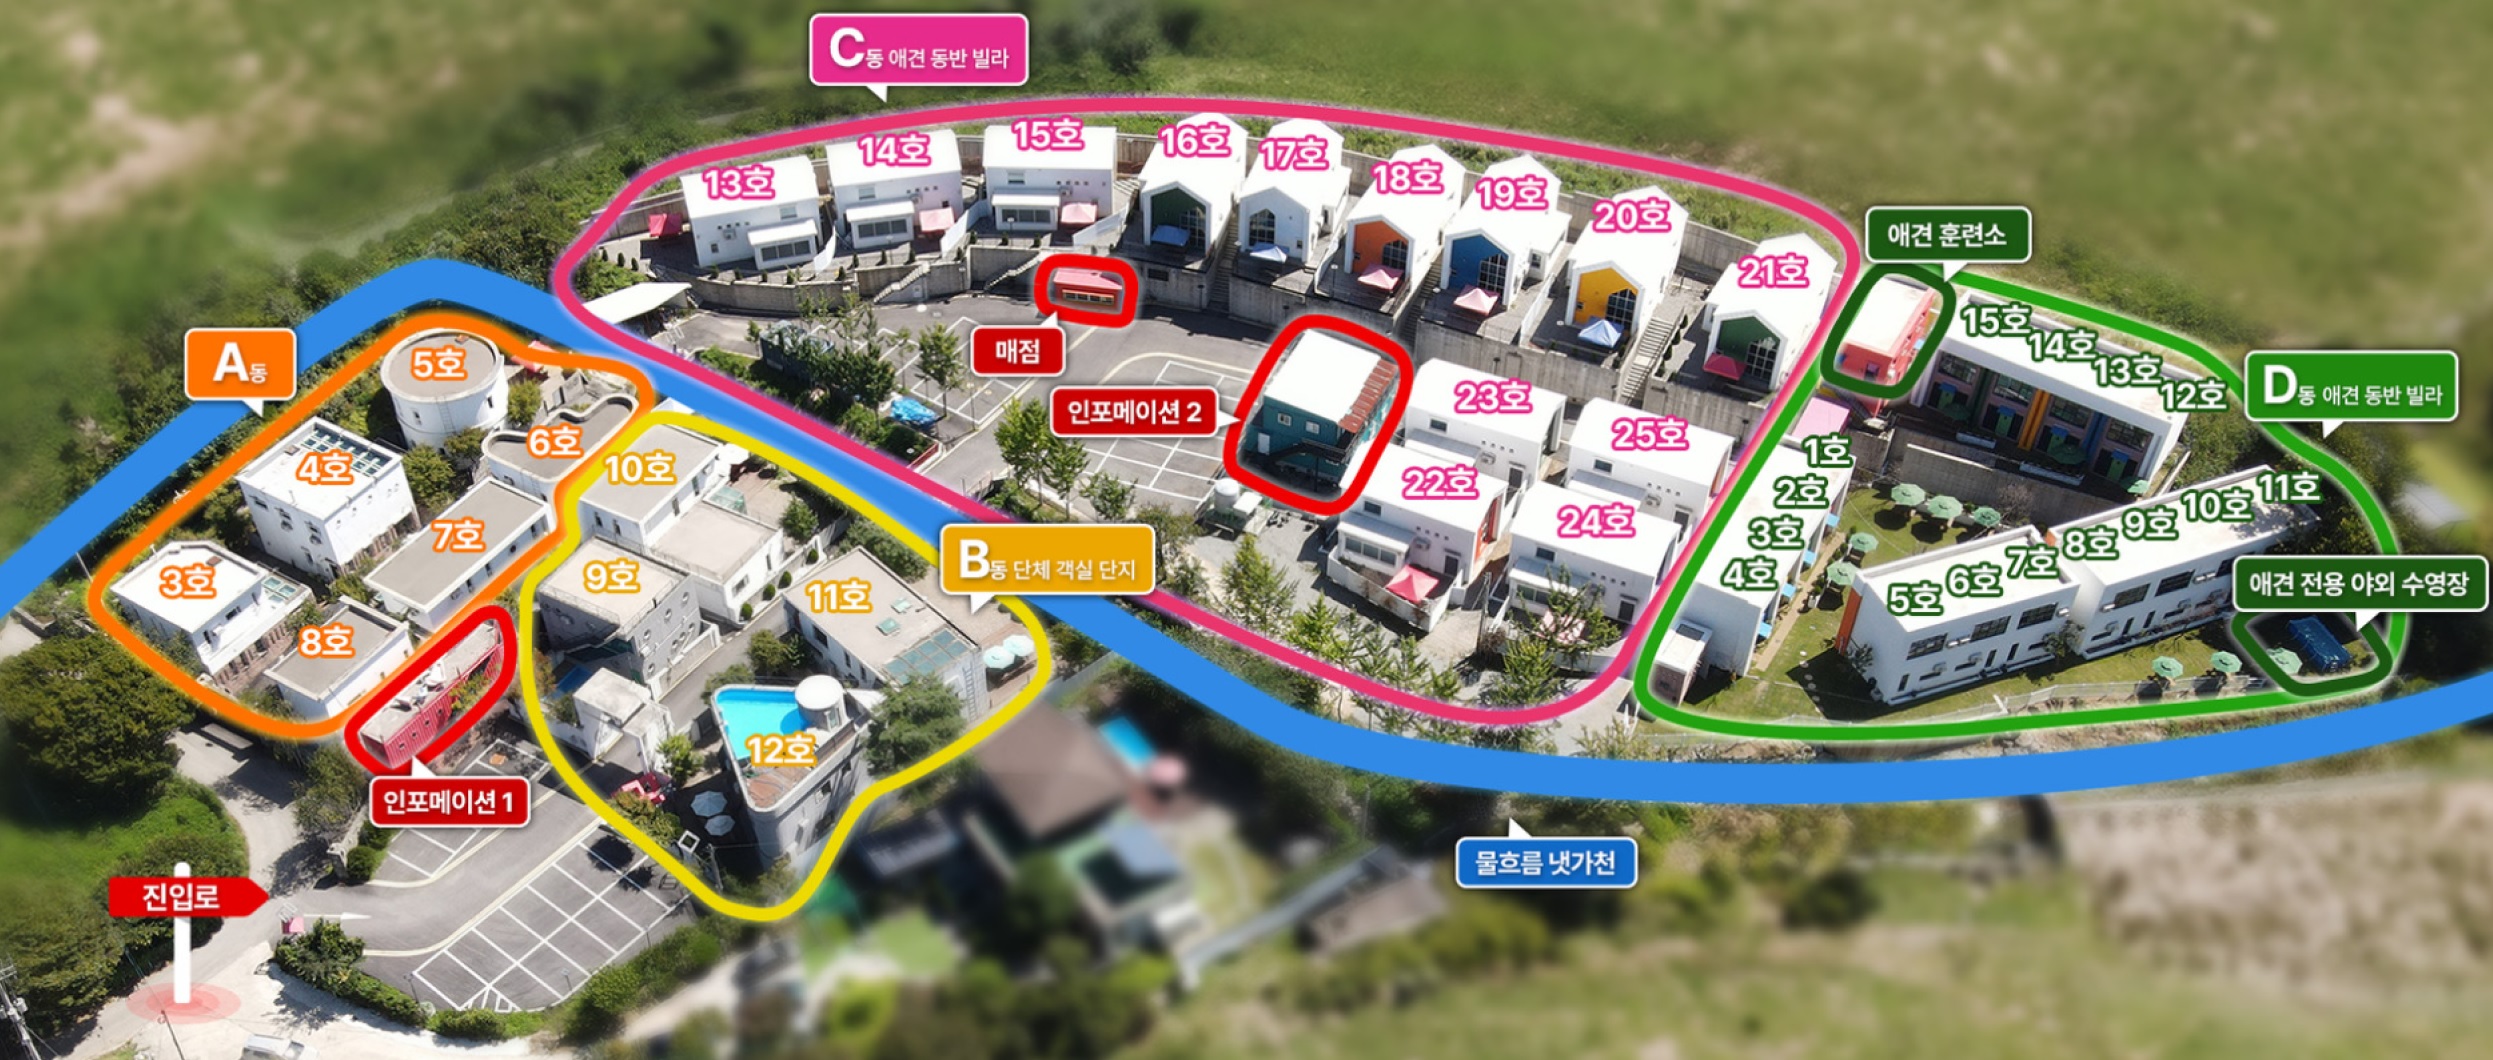 C동 애견 동반 빌라
13호
14호
15호
16호
17호
18호
19호
20호
21호
매점
인포메이션 2
23호
25호
22호
24호
애견 훈련소
15호
14호
13호
12호
D동 애견 동반 빌라
1호
2호
3호
4호
5호
6호
7호
8호
9호
10호
11호
애견 전용 야외 수영장
A동
5호
6호
4호
7호
3호
8호
인포메이션 1
10호
9호
11호
12호
B동 단체 객실 단지
물흐름 냇가천
진입로